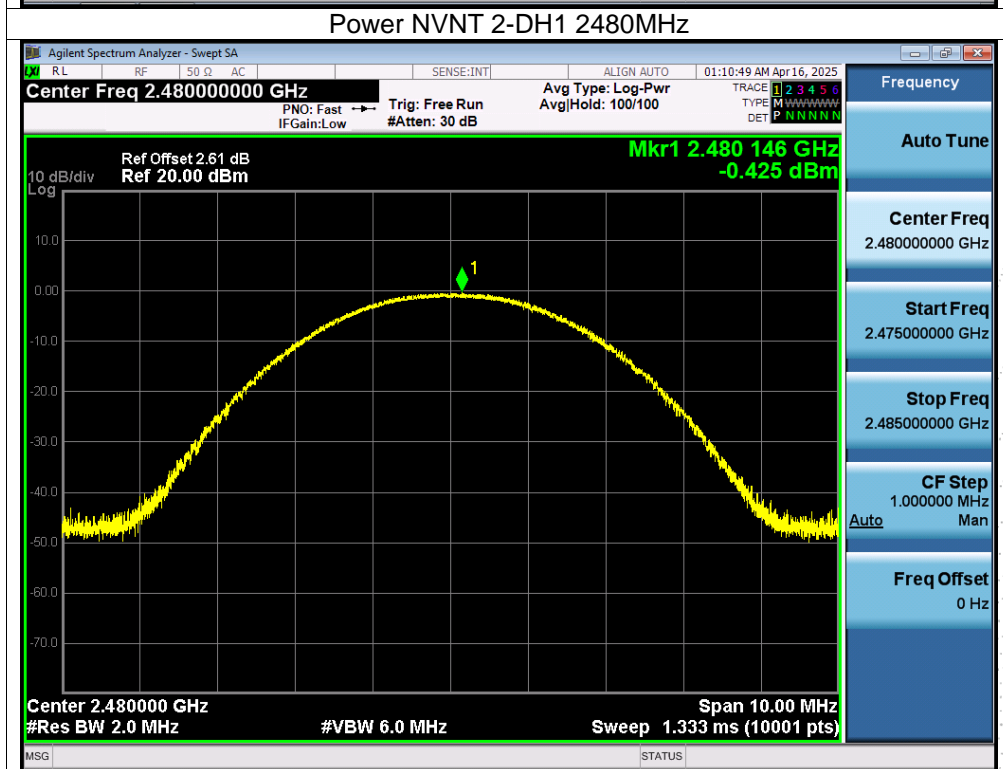 Power NVNT 2-DH1 2480MHz
Agilent Spectrum Analyzer - Swept SA
LXI RL RF 50 Ω AC SENSE:INT ALIGN AUTO 01:10:49 AM Apr 16, 2025
Center Freq 2.480000000 GHz
PNO: Fast
IFGain:Low
Trig: Free Run
#Atten: 30 dB
Avg Type: Log-Pwr
Avg|Hold: 100/100
TRACE 1 2 3 4 5 6
TYPE M WWWWW
DET P N N N N N
Frequency
Mkr1 2.480 146 GHz
-0.425 dBm
Ref Offset 2.61 dB
10 dB/div Ref 20.00 dBm
Log
10.0
0.00
-10.0
-20.0
-30.0
-40.0
-50.0
-60.0
-70.0
1
Center 2.480000 GHz Span 10.00 MHz
#Res BW 2.0 MHz #VBW 6.0 MHz Sweep 1.333 ms (10001 pts)
Auto Tune
Center Freq
2.480000000 GHz
Start Freq
2.475000000 GHz
Stop Freq
2.485000000 GHz
CF Step
1.000000 MHz
Auto Man
Freq Offset
0 Hz
MSG STATUS